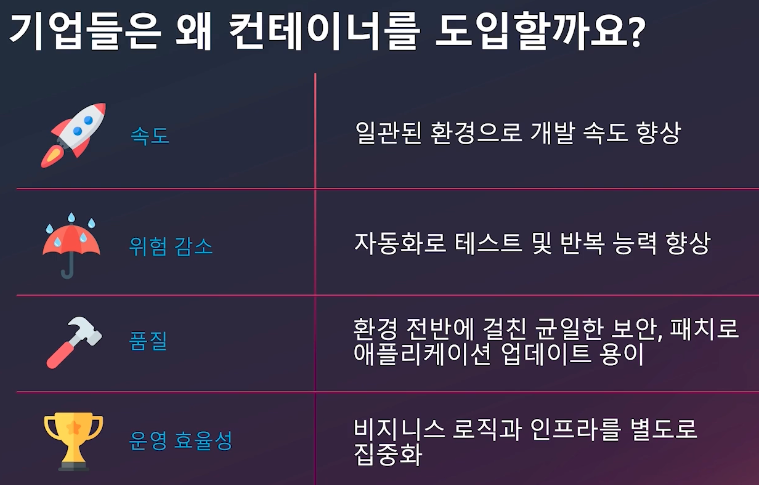 기업들은 왜 컨테이너를 도입할까요?
속도
일관된 환경으로 개발 속도 향상
위험 감소
자동화로 테스트 및 반복 능력 향상
품질
환경 전반에 걸친 균일한 보안, 패치로
애플리케이션 업데이트 용이
운영 효율성
비지니스 로직과 인프라를 별도로
집중화